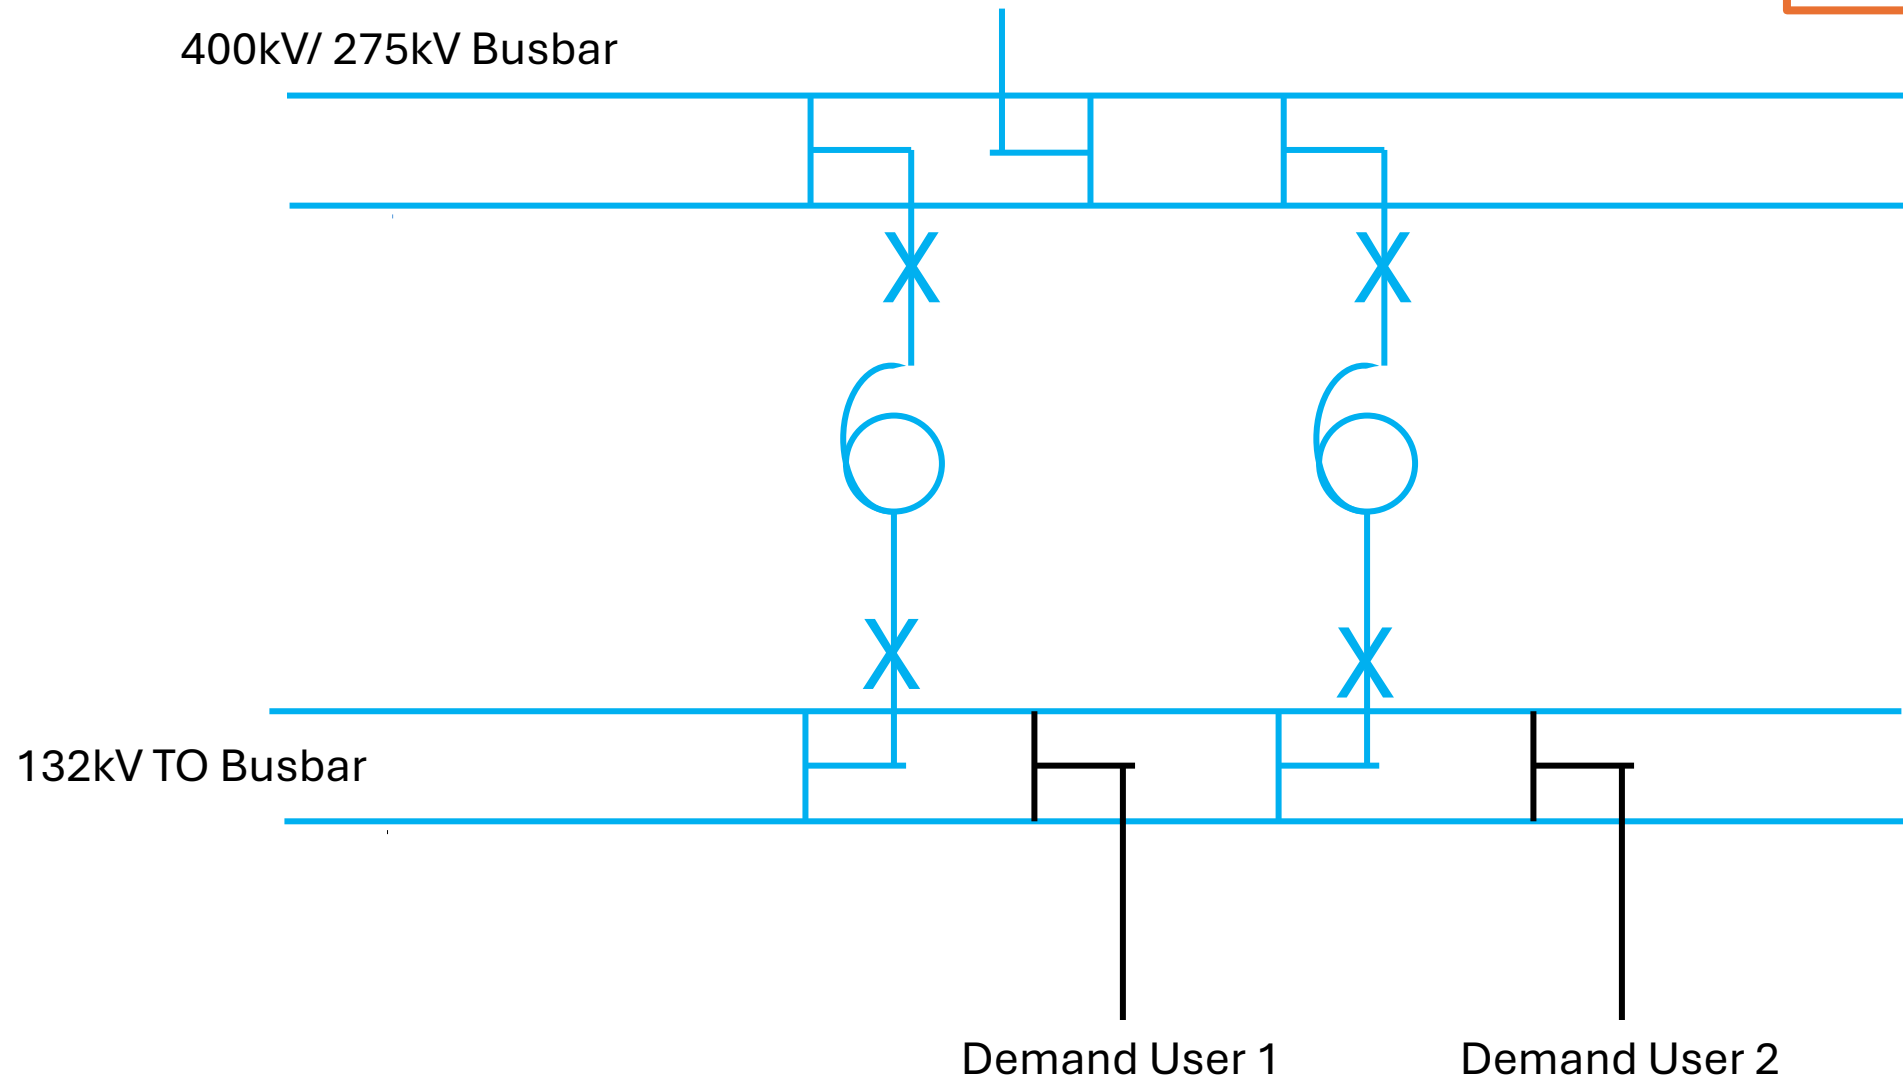 400kV/ 275kV Busbar
X X
X X
132kV TO Busbar
Demand User 1 Demand User 2